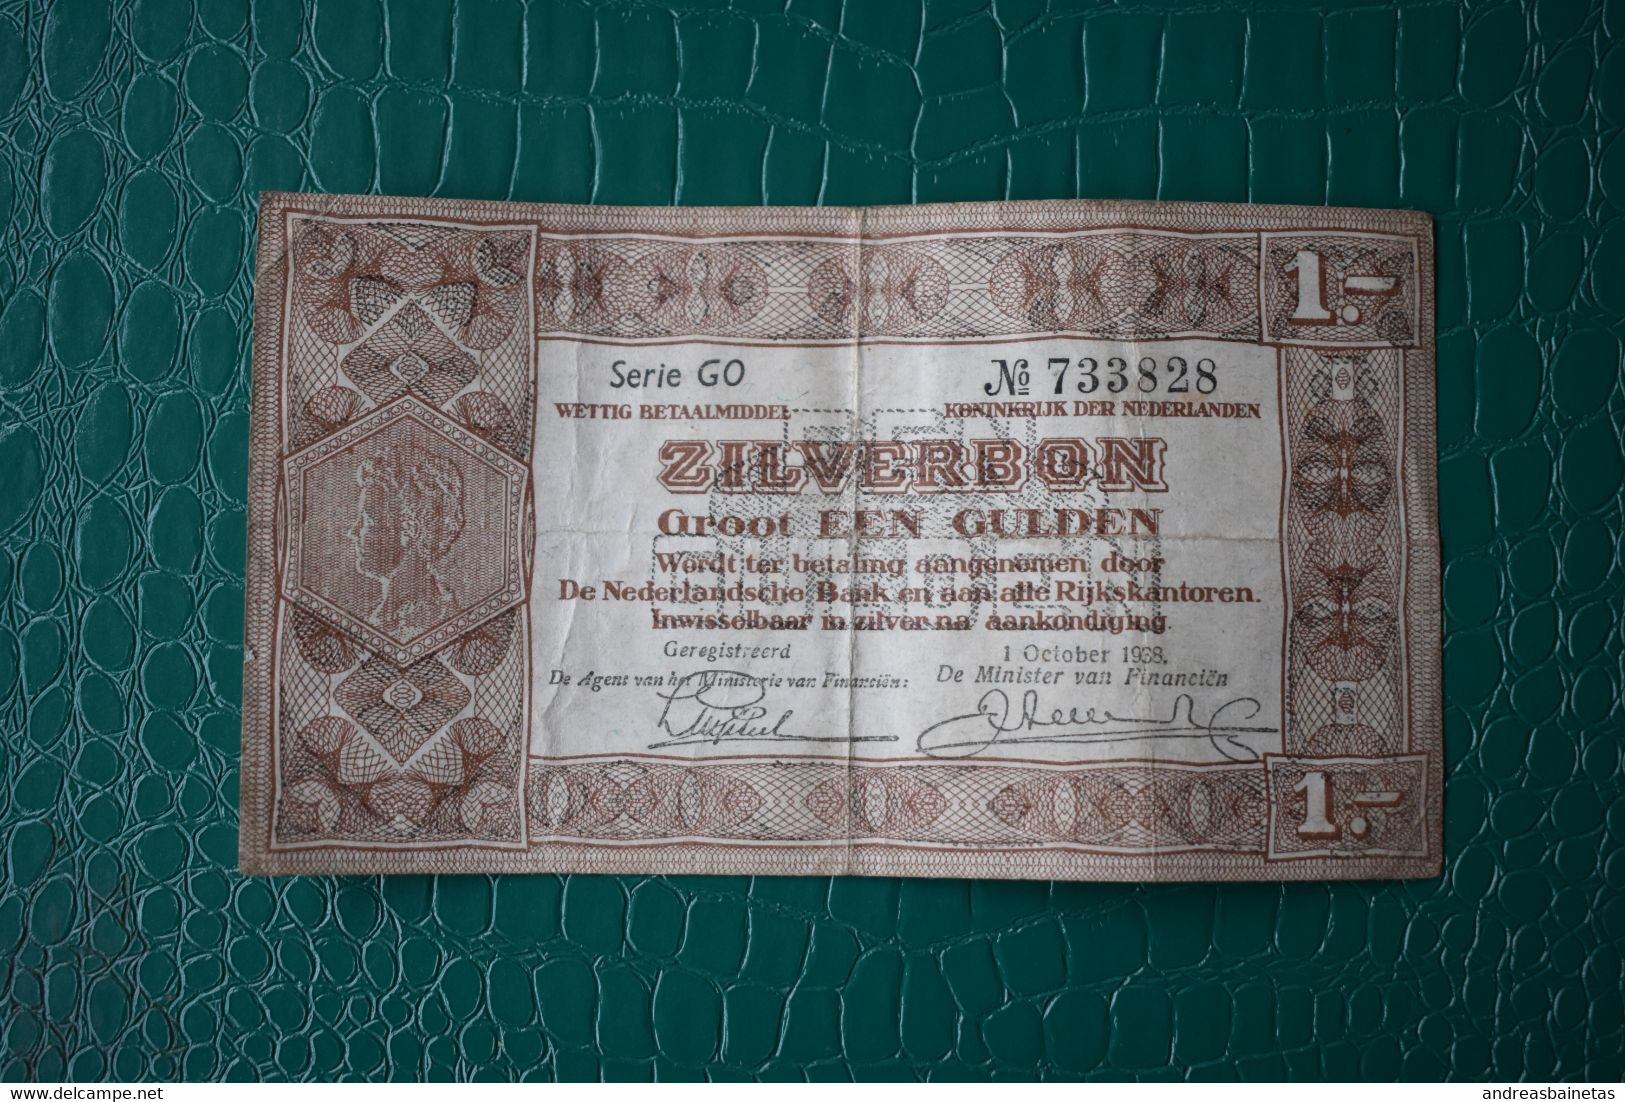 1.-
Serie GO
№ 733828
WETTIG BETAALMIDDEL
KONINKRIJK DER NEDERLANDEN
ZILVERBON
Groot EEN GULDEN
EEN
GULDEN
Wordt ter betaling aangenomen door
De Nederlandsche Bank en aan alle Rijkskantoren.
Inwisselbaar in zilver na aankondiging.
Geregistreerd
De Agent van het Ministerie van Financiën:
1 October 1938.
De Minister van Financiën
1.-
delcampe.net
andreasbainetas